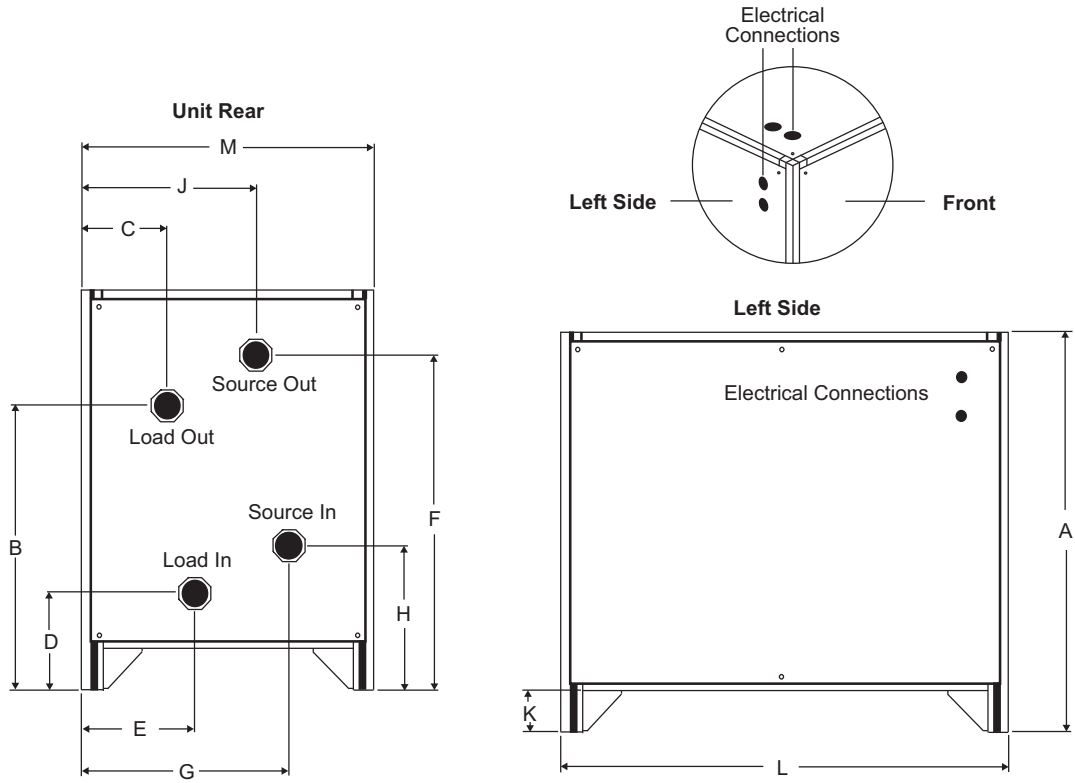 Electrical
Connections
Unit Rear
M
J
C
Left Side
Front
Left Side
Source Out
Electrical Connections
Load Out
Source In
F
B
A
Load In
H
D
K
E
G
L